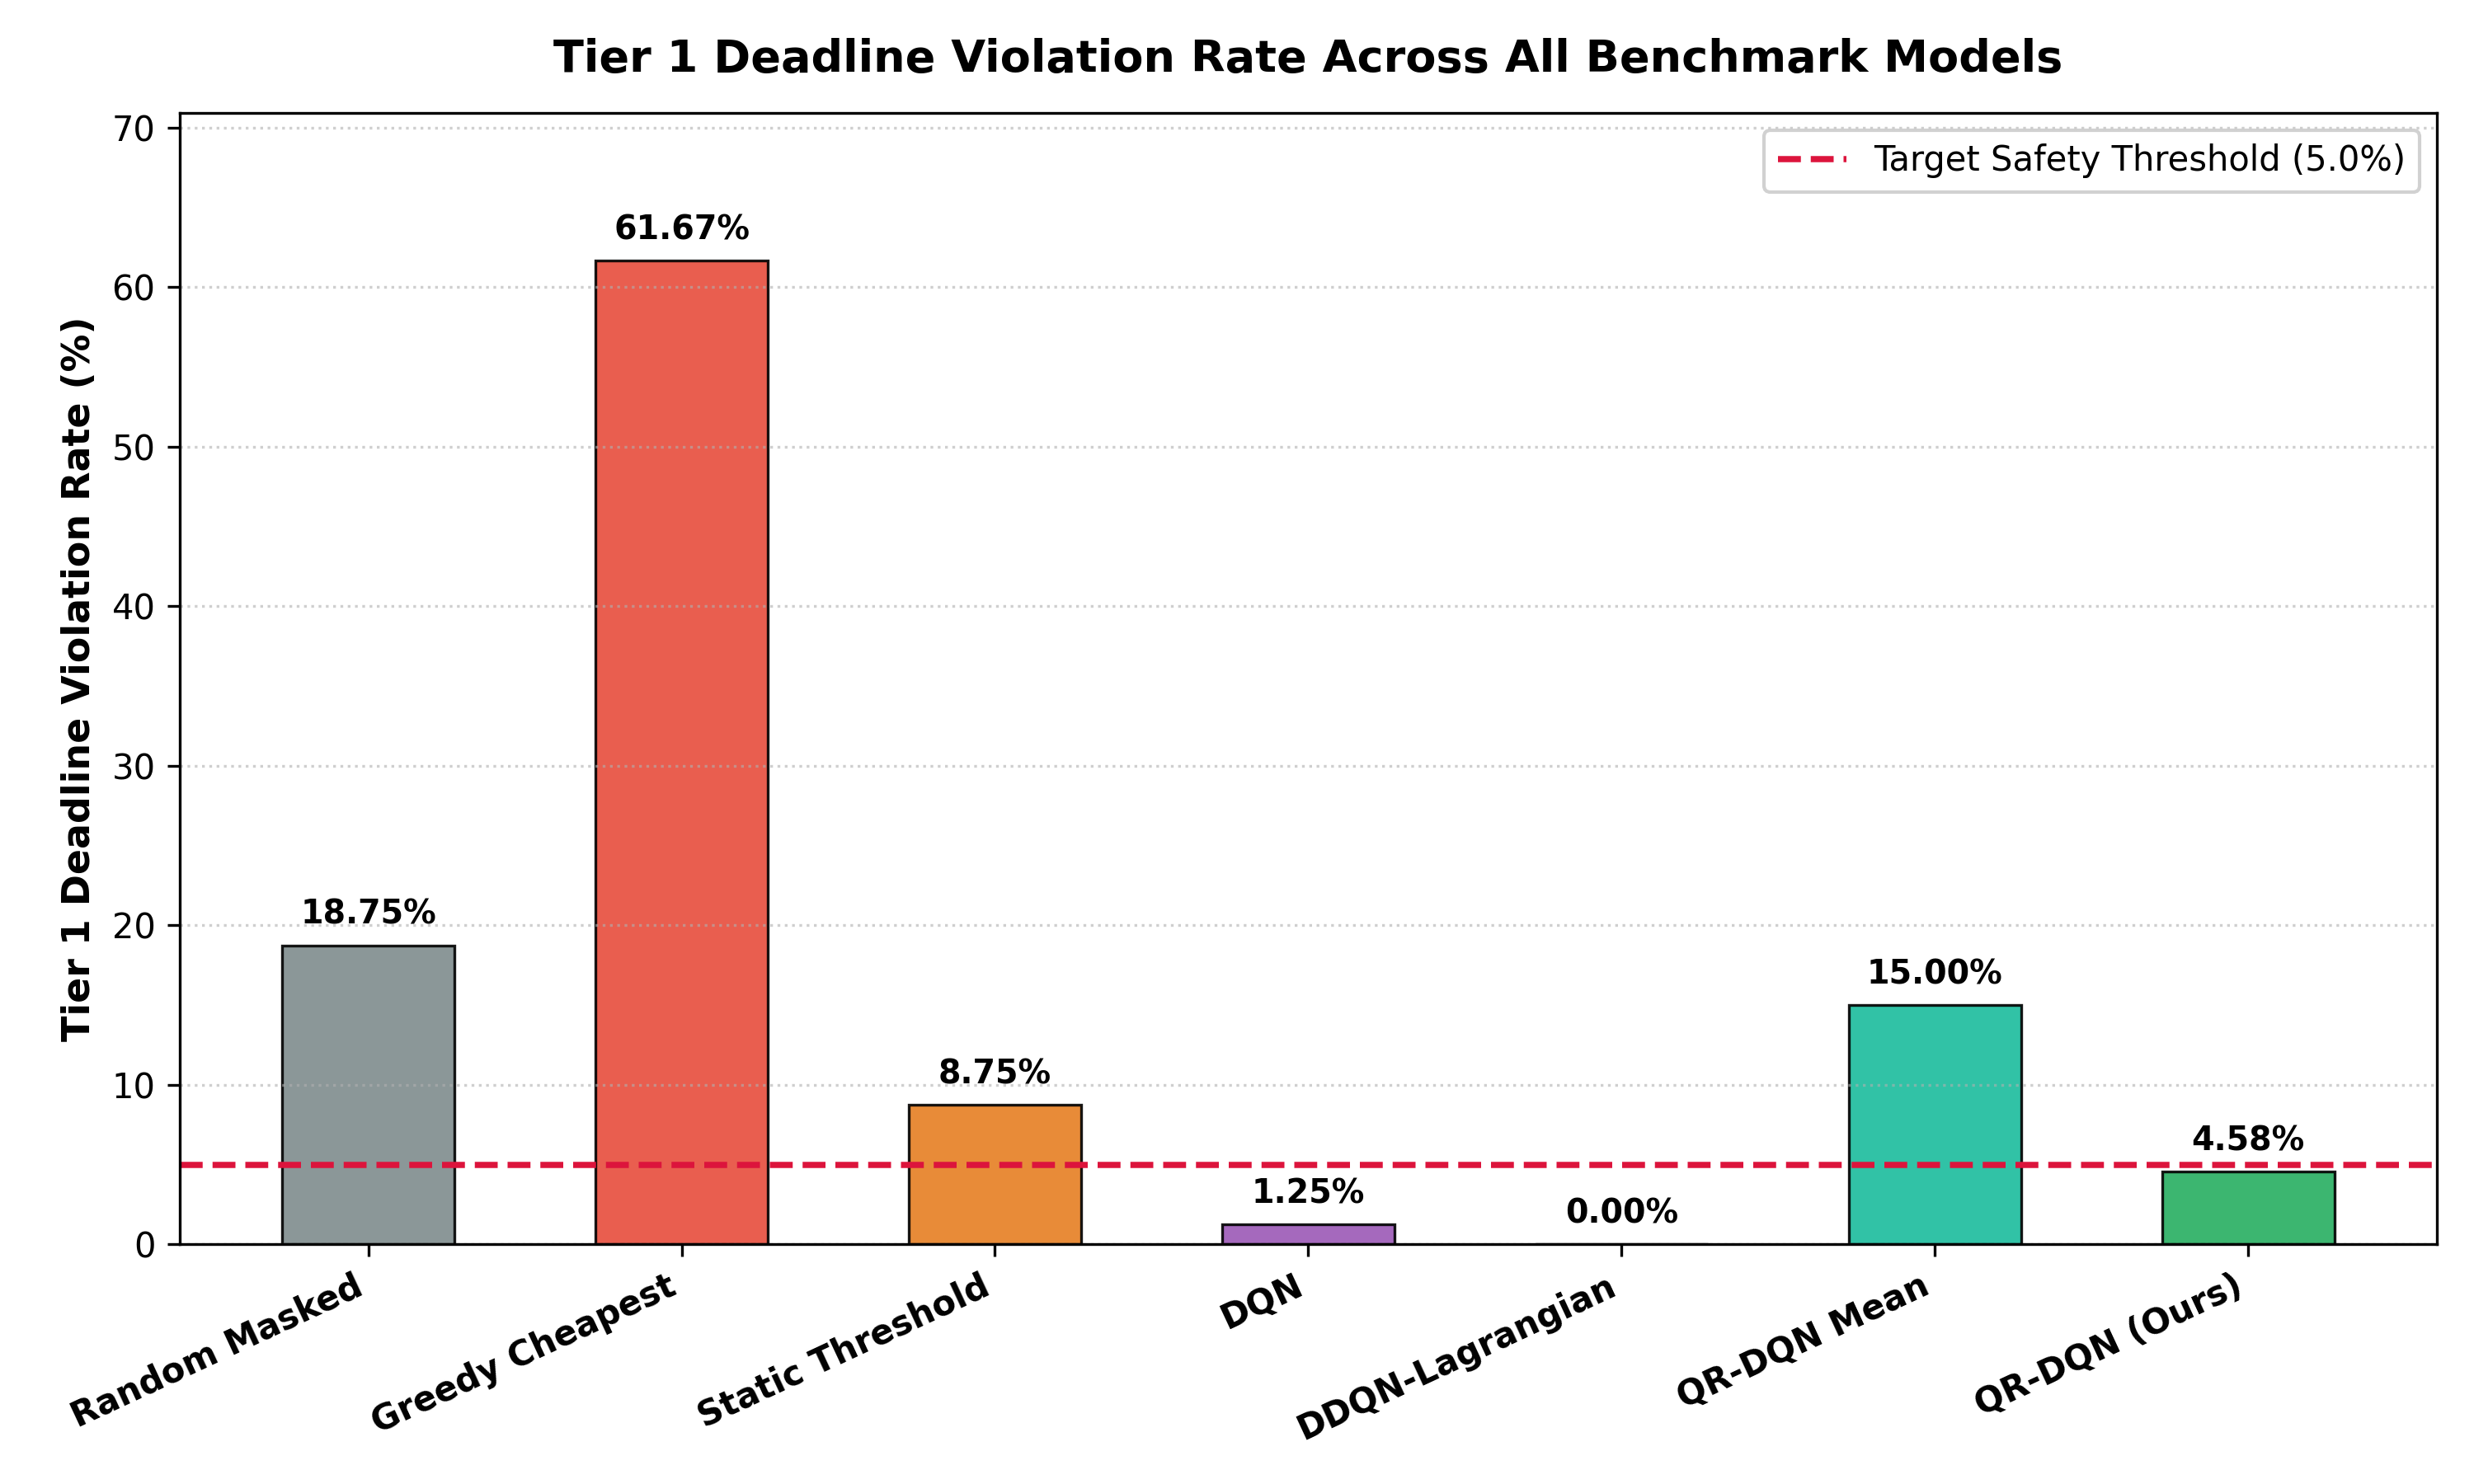 Tier 1 Deadline Violation Rate Across All Benchmark Models
Tier 1 Deadline Violation Rate (%)
70
60
50
40
30
20
10
0
Target Safety Threshold (5.0%)
18.75%
61.67%
8.75%
1.25%
0.00%
15.00%
4.58%
Random Masked
Greedy Cheapest
Static Threshold
DQN
DDQN-Lagrangian
QR-DQN Mean
QR-DQN (Ours)